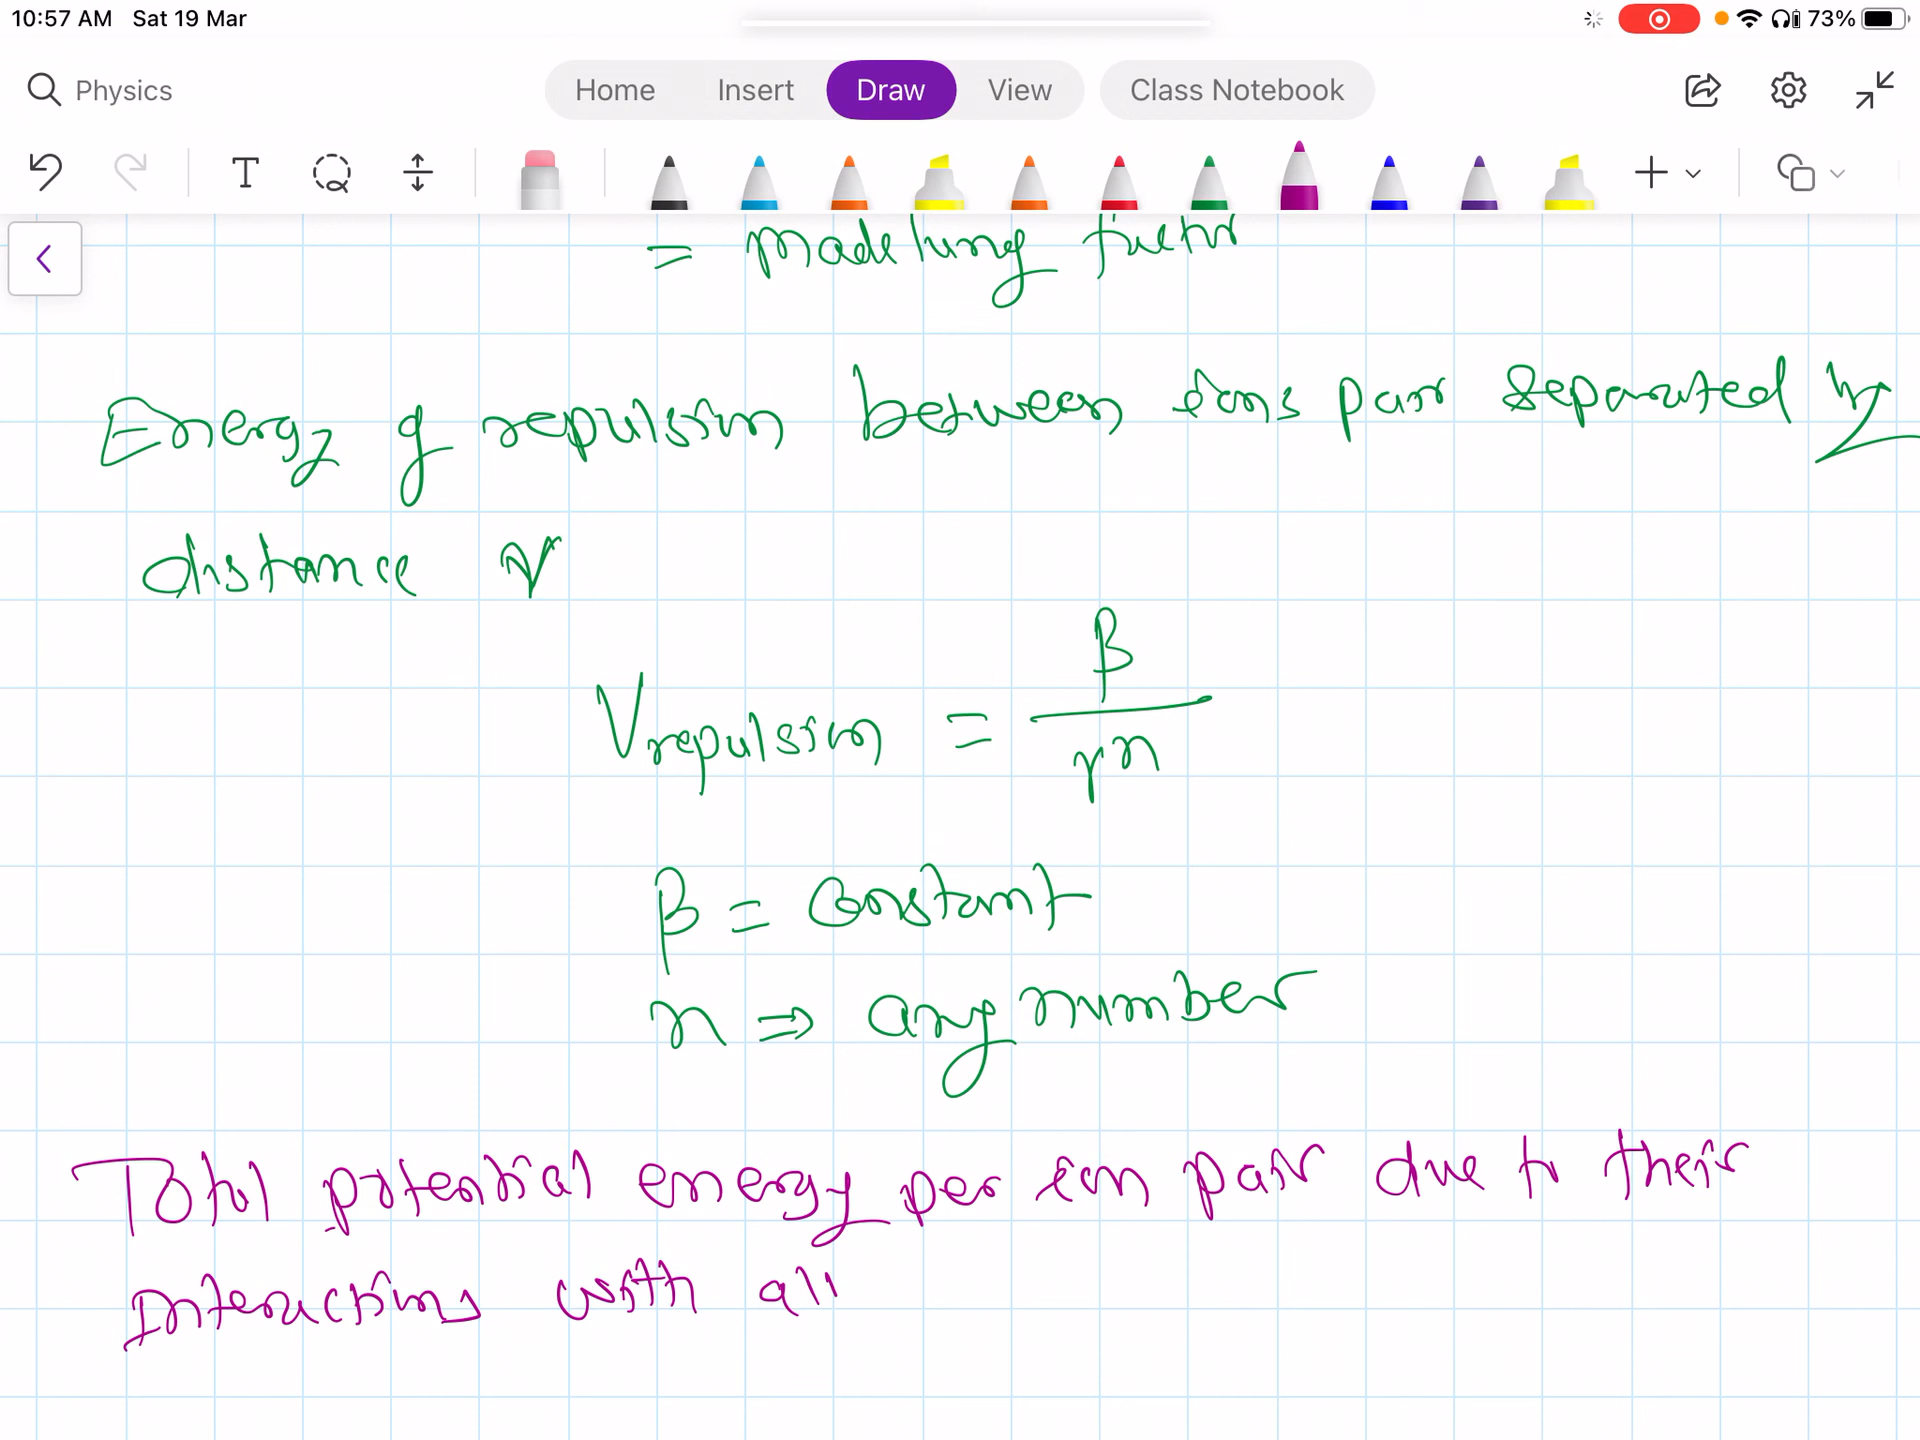 10:57 AM Sat 19 Mar 73%
Physics Home Insert Draw View Class Notebook
T
= Madelung factor
Energy of repulsion between ions pair separated by
distance r
Vrepulsion = β / rⁿ
β = Constant
n ⇒ any number
Total potential energy per ion pair due to their
interactions with all